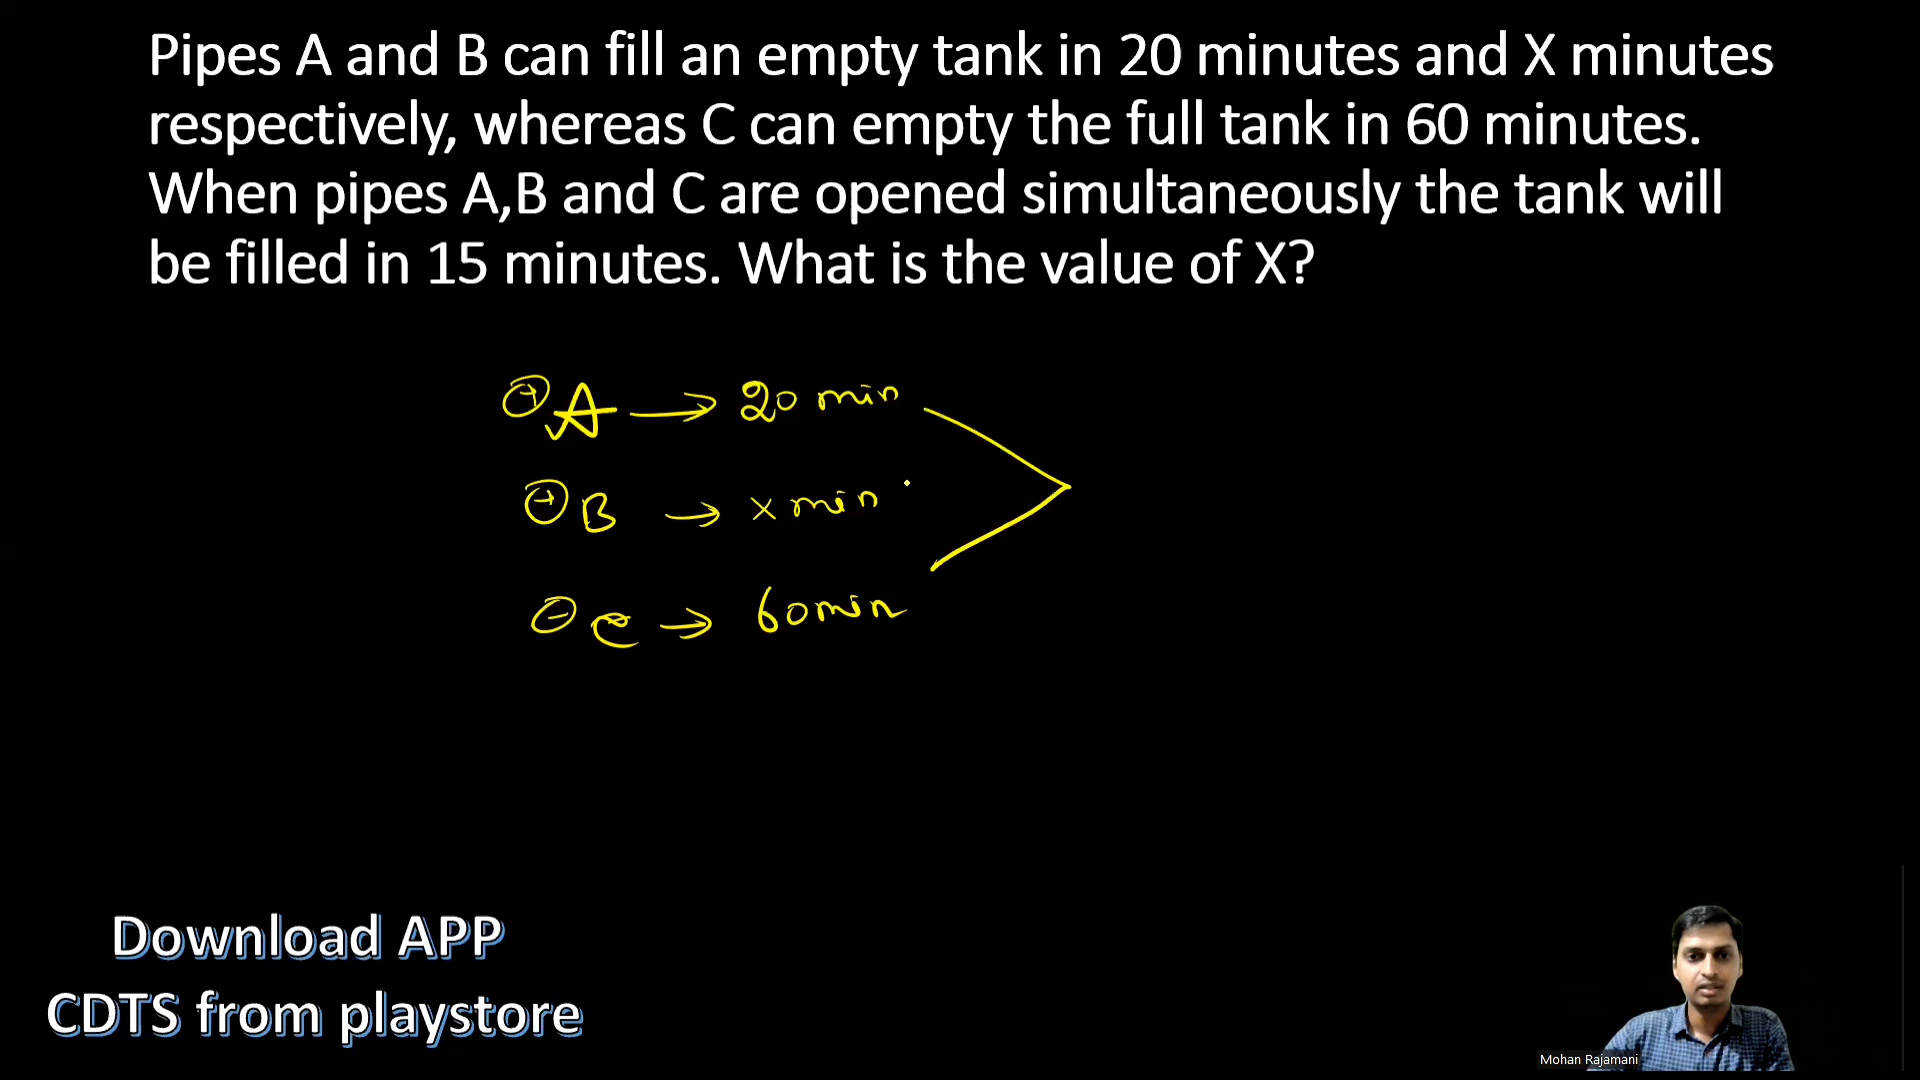 Pipes A and B can fill an empty tank in 20 minutes and X minutes
respectively, whereas C can empty the full tank in 60 minutes.
When pipes A,B and C are opened simultaneously the tank will
be filled in 15 minutes. What is the value of X?
⊕ A → 20 min
⊕ B → x min
⊖ C → 60 min
Download APP
CDTS from playstore
Mohan Rajamani